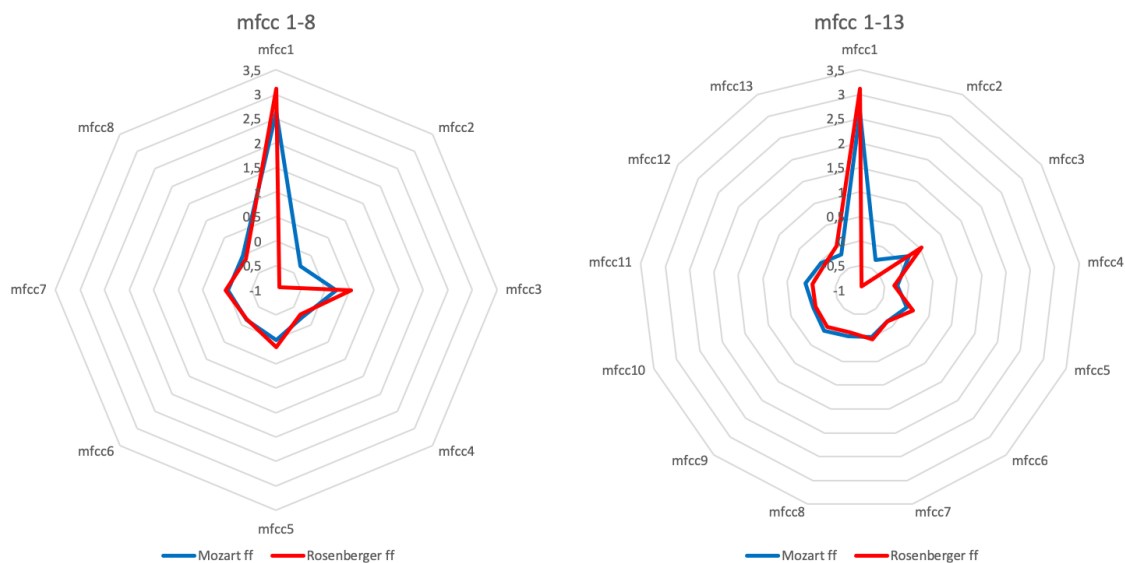 mfcc 1-8
mfcc1
3,5
3
2,5
2
1,5
1
0,5
0
0,5
-1
mfcc2
mfcc3
mfcc4
mfcc5
mfcc6
mfcc7
mfcc8
Mozart ff
Rosenberger ff
mfcc 1-13
mfcc1
3,5
3
2,5
2
1,5
1
0,5
0,5
-1
mfcc2
mfcc3
mfcc4
mfcc5
mfcc6
mfcc7
mfcc8
mfcc9
mfcc10
mfcc11
mfcc12
mfcc13
Mozart ff
Rosenberger ff